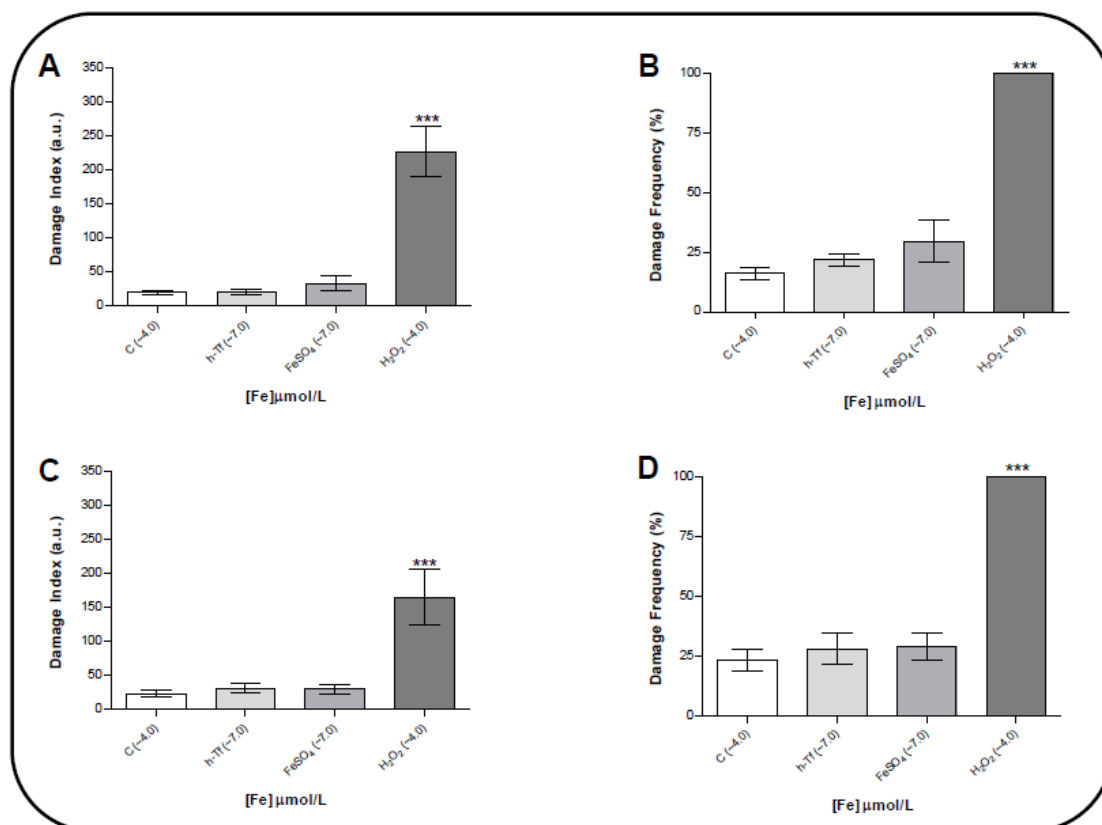 A
350
300
250
200
150
100
50
0
Damage Index (a.u.)
***
C (~4.0)
h-Tf (~7.0)
FeSO₄ (~7.0)
H₂O₂ (~4.0)
[Fe]μmol/L
B
100
75
50
25
0
Damage Frequency (%)
***
C (~4.0)
h-Tf (~7.0)
FeSO₄ (~7.0)
H₂O₂ (~4.0)
[Fe] μmol/L
C
350
300
250
200
150
100
50
0
Damage Index (a.u.)
***
C (~4.0)
h-Tf (~7.0)
FeSO₄ (~7.0)
H₂O₂ (~4.0)
[Fe]μmol/L
D
100
75
50
25
0
Damage Frequency (%)
***
C (~4.0)
h-Tf (~7.0)
FeSO₄ (~7.0)
H₂O₂ (~4.0)
[Fe] μmol/L